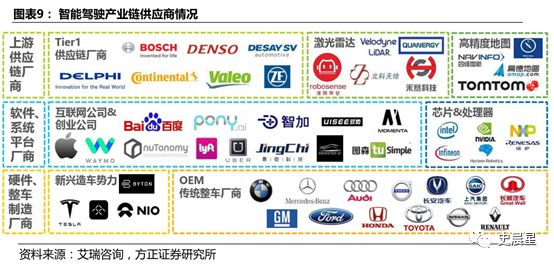 图表9： 智能驾驶产业链供应商情况
上游
供应
链厂
商
Tier1
供应链厂商
BOSCH
Invented for life
DENSO
DESAY SV
automotive
DELPHI
Innovation for the Real World
Continental
Valeo
ZF
激光雷达
Velodyne
LiDAR
QUANERGY
robosense
北科天绘
禾赛科技
高精度地图
NAVINFO
四维图新
高德地图
amap.com
TOMTOM
软件、
系统
平台
厂商
互联网公司&
创业公司
Baidu百度
pony.ai
智加
UISEE驭势
MOMENTA
WAYMO
nuTonomy
lyft
UBER
JingChi
景驰科技
图森
tuSimple
芯片&处理器
intel
NVIDIA
NXP
infineon
Horizon Robotics
RENESAS
瑞萨
硬件、
整车
制造
厂商
新兴造车势力
BYTON
TESLA
NIO
OEM
传统整车厂商
Mercedes-Benz
Audi
长安汽车
上汽集团
长城汽车
Great Wall
GM
Ford
HONDA
TOYOTA
NISSAN
RENAULT
史晨星
资料来源：艾瑞咨询，方正证券研究所